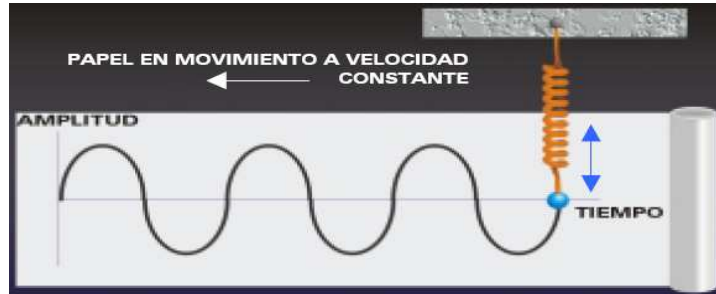 PAPEL EN MOVIMIENTO A VELOCIDAD
CONSTANTE
AMPLITUD
TIEMPO